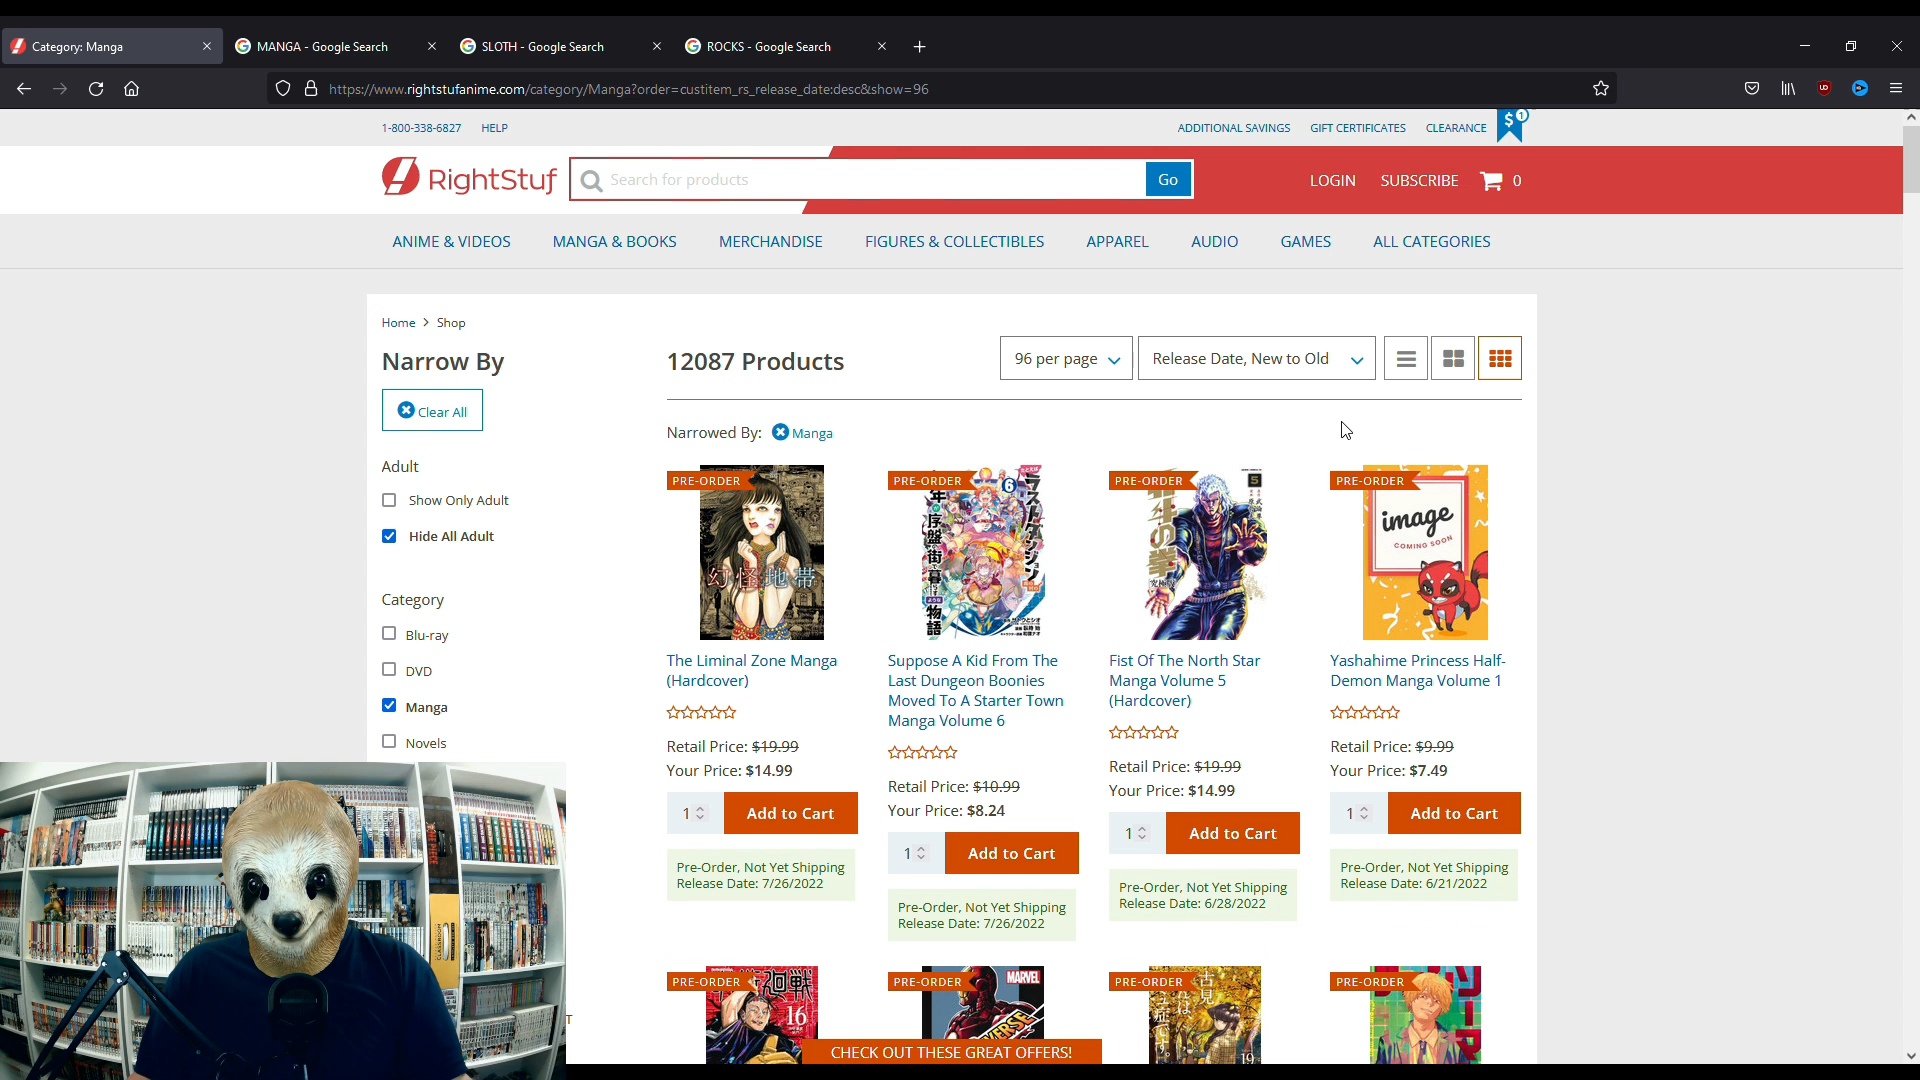 Category: Manga
MANGA - Google Search
SLOTH - Google Search
ROCKS - Google Search
https://www.rightstufanime.com/category/Manga?order=custitem_rs_release_date:desc&show=96
1-800-338-6827 HELP
ADDITIONAL SAVINGS GIFT CERTIFICATES CLEARANCE $ 1
RightStuf
Search for products
Go
LOGIN SUBSCRIBE 0
ANIME & VIDEOS MANGA & BOOKS MERCHANDISE FIGURES & COLLECTIBLES APPAREL AUDIO GAMES ALL CATEGORIES
Home > Shop
Narrow By
Clear All
Adult
Show Only Adult
Hide All Adult
Category
Blu-ray
DVD
Manga
Novels
12087 Products
96 per page
Release Date, New to Old
Narrowed By: Manga
PRE-ORDER
幻怪地帯
The Liminal Zone Manga
(Hardcover)
Retail Price: $19.99
Your Price: $14.99
1
Add to Cart
Pre-Order, Not Yet Shipping
Release Date: 7/26/2022
PRE-ORDER
6
Suppose A Kid From The
Last Dungeon Boonies
Moved To A Starter Town
Manga Volume 6
Retail Price: $10.99
Your Price: $8.24
1
Add to Cart
Pre-Order, Not Yet Shipping
Release Date: 7/26/2022
PRE-ORDER
5
Fist Of The North Star
Manga Volume 5
(Hardcover)
Retail Price: $19.99
Your Price: $14.99
1
Add to Cart
Pre-Order, Not Yet Shipping
Release Date: 6/28/2022
PRE-ORDER
image
COMING SOON
Yashahime Princess Half-
Demon Manga Volume 1
Retail Price: $9.99
Your Price: $7.49
1
Add to Cart
Pre-Order, Not Yet Shipping
Release Date: 6/21/2022
PRE-ORDER
16
PRE-ORDER
MARVEL
PRE-ORDER
古見
19
PRE-ORDER
CHECK OUT THESE GREAT OFFERS!